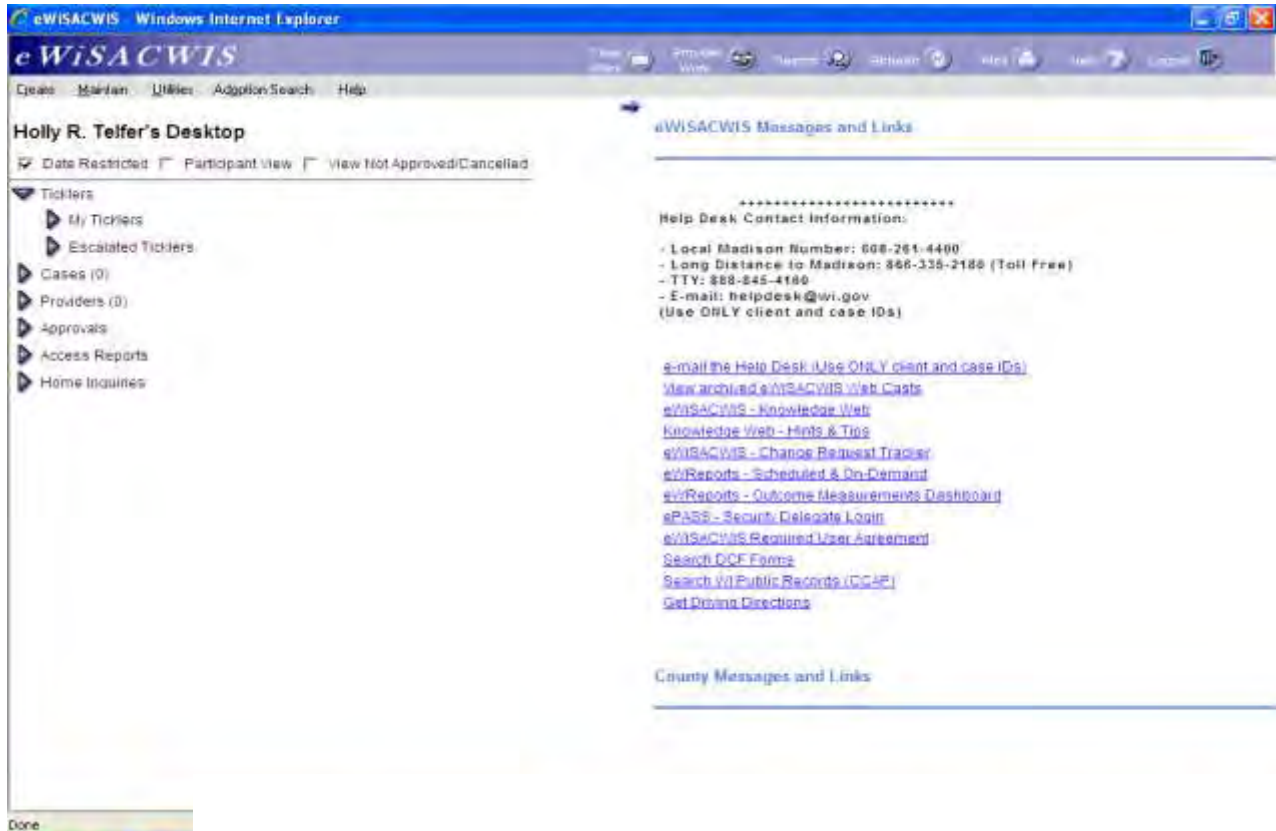 eWiSACWIS Windows Internet Explorer
eWiSACWIS
Create Maintain Utilities Adoption Search Help
Holly R. Telfer's Desktop
Date Restricted Participant View View Not Approved/Cancelled
Ticklers
My Ticklers
Escalated Ticklers
Cases (0)
Providers (0)
Approvals
Access Reports
Home Inquiries
Done
eWiSACWIS Messages and Links
**************************
Help Desk Contact Information:
- Local Madison Number: 608-261-4400
- Long Distance to Madison: 866-335-2180 (Toll Free)
- TTY: 888-845-4160
- E-mail: helpdesk@wi.gov
(Use ONLY client and case IDs)
e-mail the Help Desk (Use ONLY client and case IDs)
View archived eWiSACWIS Web Casts
eWiSACWIS - Knowledge Web
Knowledge Web - Hints & Tips
eWiSACWIS - Change Request Tracker
eWReports - Scheduled & On-Demand
eWReports - Outcome Measurements Dashboard
ePASS - Security Delegate Login
eWiSACWIS Required User Agreement
Search DCF Forms
Search WI Public Records (CCAP)
Get Driving Directions
County Messages and Links